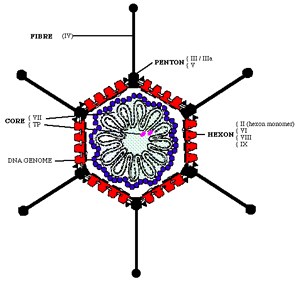 FIBRE (IV)
PENTON { III / IIIa
{ V
CORE { VII
{ TP
HEXON { II (hexon monomer)
{ VI
{ VIII
{ IX
DNA GENOME